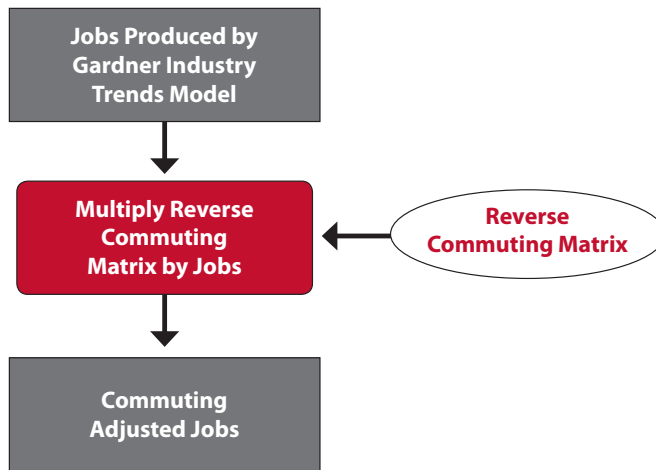 Jobs Produced by
Gardner Industry
Trends Model
Multiply Reverse
Commuting
Matrix by Jobs
Reverse
Commuting Matrix
Commuting
Adjusted Jobs